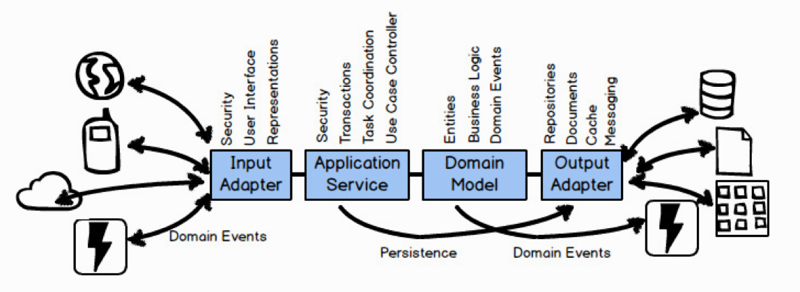 Security
User Interface
Representations
Security
Transactions
Task Coordination
Use Case Controller
Entities
Business Logic
Domain Events
Repositories
Documents
Cache
Messaging
Input
Adapter
Application
Service
Domain
Model
Output
Adapter
Domain Events
Persistence
Domain Events